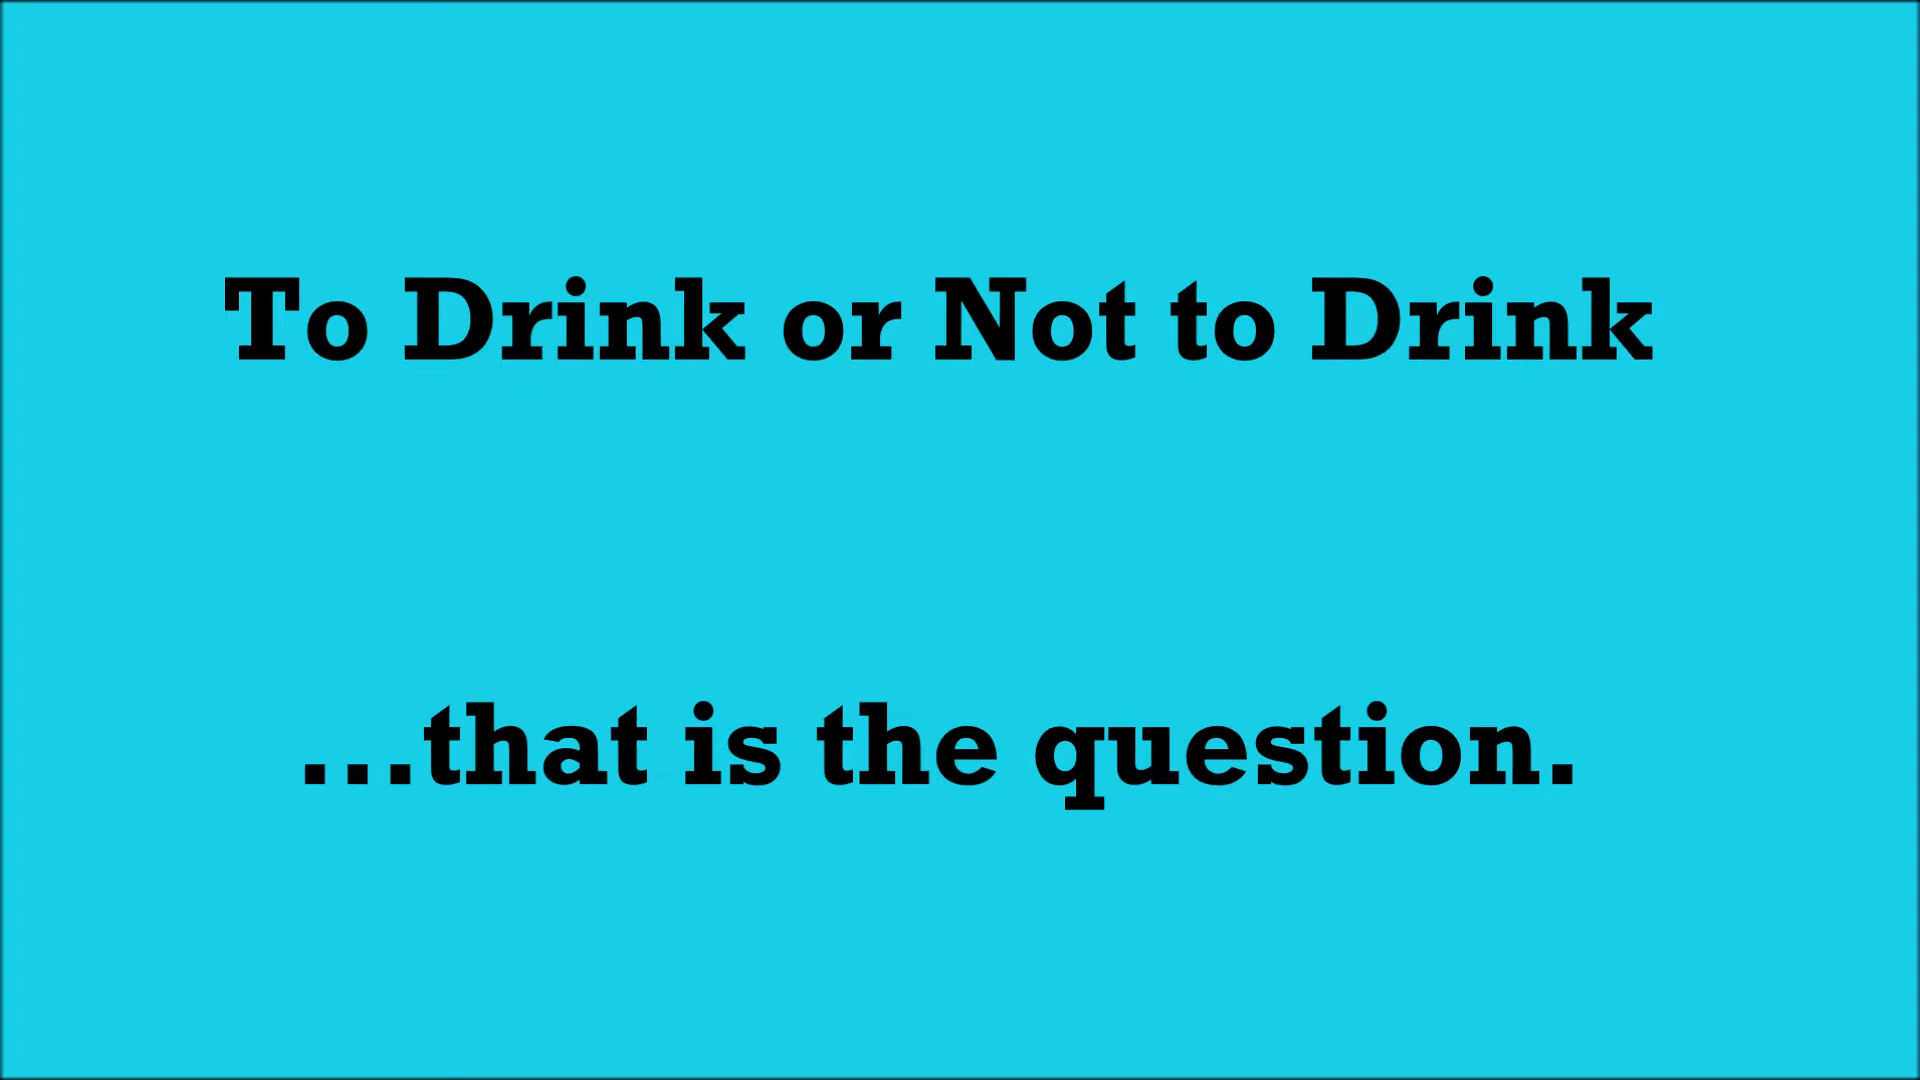 To Drink or Not to Drink
...that is the question.